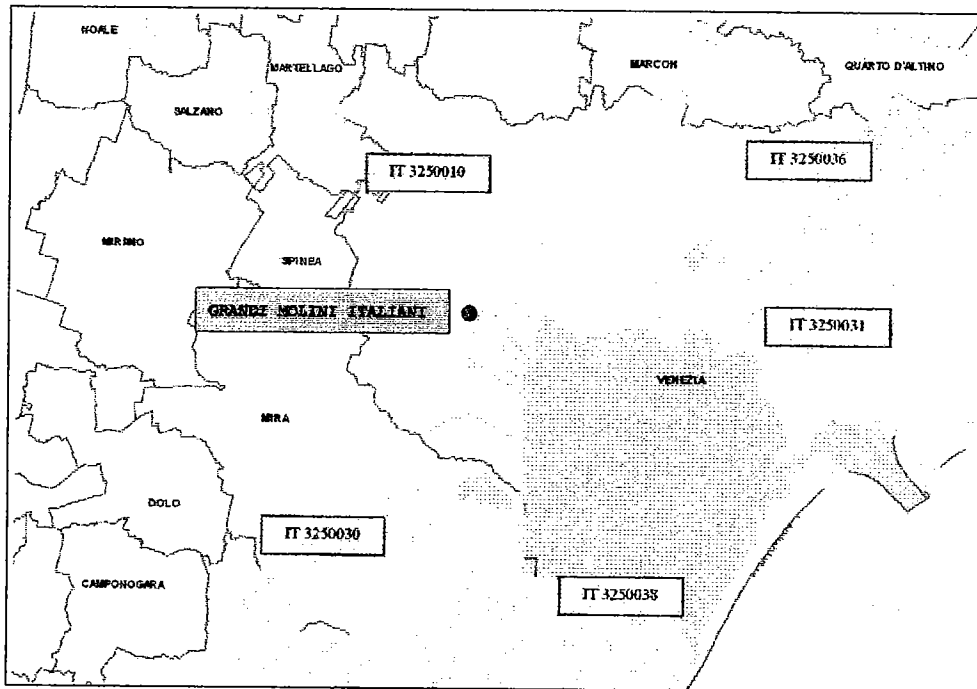 NOALE
MARTELLAGO
MARCON
QUARTO D'ALTINO
SALZANO
IT 3250010
IT 3250036
MIRANO
SPINEA
GRANDI MOLINI ITALIANI
IT 3250031
VENEZIA
MIRA
DOLO
IT 3250030
CAMPONOGARA
IT 3250038